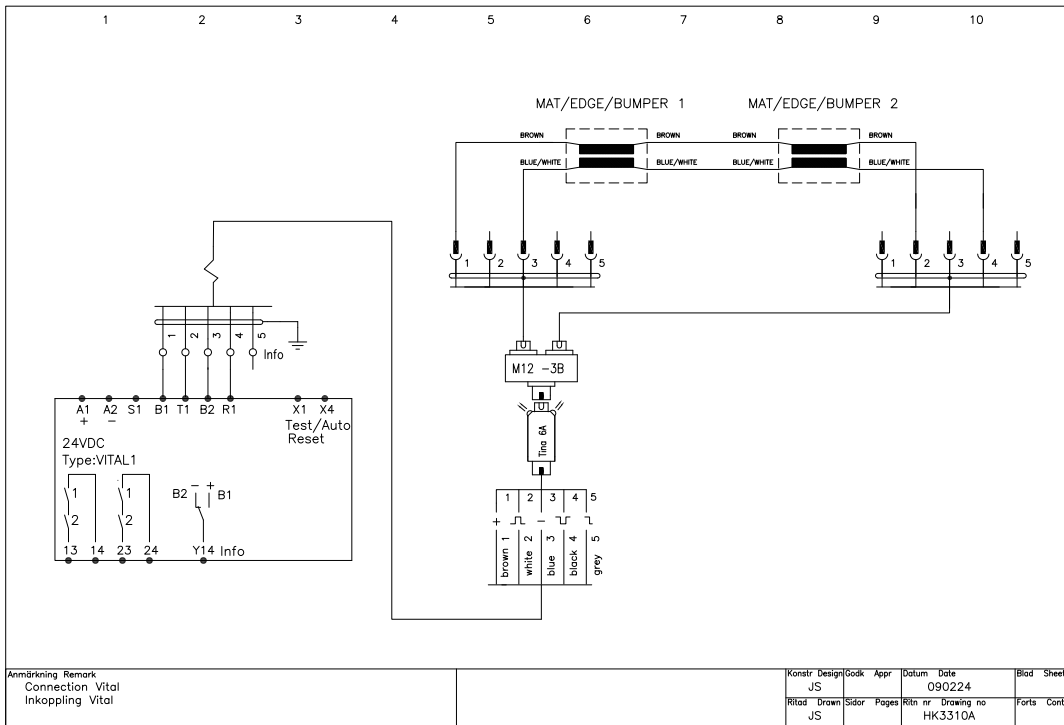 1 2 3 4 5 6 7 8 9 10
MAT/EDGE/BUMPER 1 MAT/EDGE/BUMPER 2
BROWN BROWN BROWN BROWN
BLUE/WHITE BLUE/WHITE BLUE/WHITE BLUE/WHITE
1 2 3 4 5 1 2 3 4 5
1 2 3 4 5
Info
M12 -3B
A1 A2 S1 B1 T1 B2 R1 X1 X4
+ -
Test/Auto
Reset
24VDC
Type:VITAL1
Tina 6A
1 1 B2 - + B1
2 2
13 14 23 24 Y14 Info
1 2 3 4 5
+ -
brown 1
white 2
blue 3
black 4
grey 5
Anmärkning Remark
Connection Vital
Inkoppling Vital
Konstr Design Godk Appr Datum Date Blad Sheet
JS 090224
Ritad Drawn Sidor Pages Ritn nr Drawing no Forts
JS HK3310A